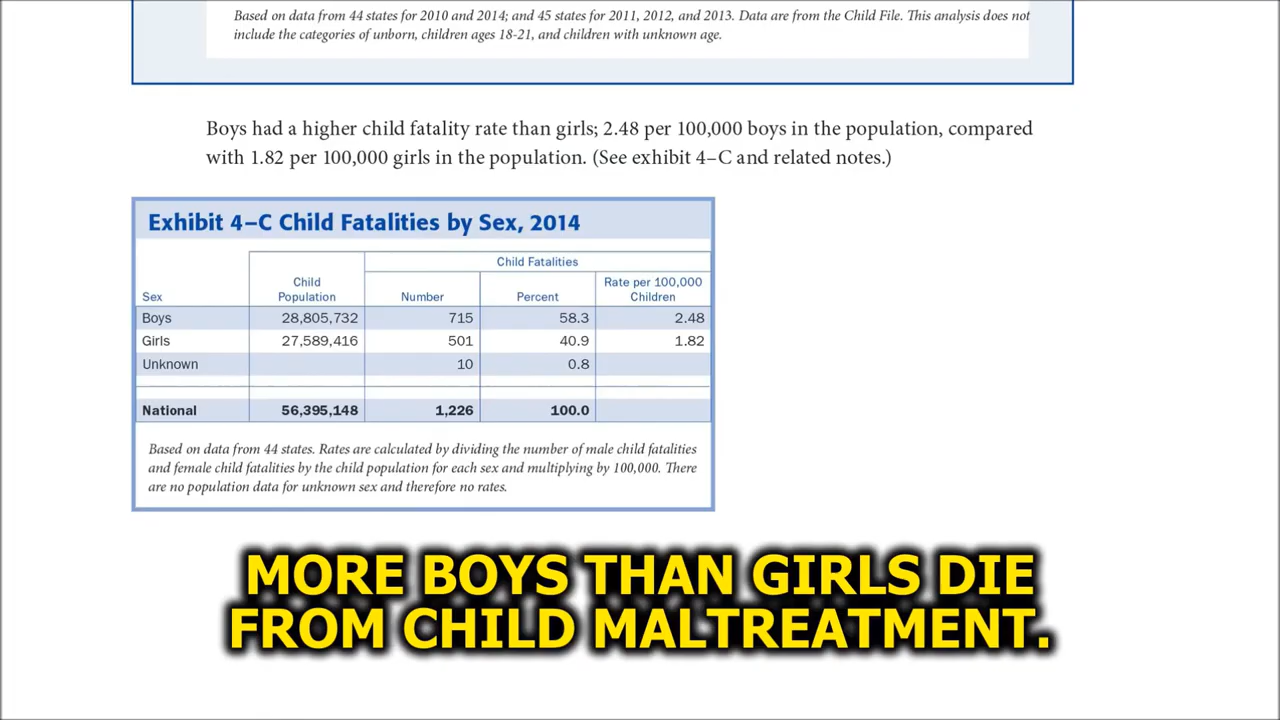 Based on data from 44 states for 2010 and 2014; and 45 states for 2011, 2012, and 2013. Data are from the Child File. This analysis does not
include the categories of unborn, children ages 18-21, and children with unknown age.
Boys had a higher child fatality rate than girls; 2.48 per 100,000 boys in the population, compared
with 1.82 per 100,000 girls in the population. (See exhibit 4–C and related notes.)
Exhibit 4–C Child Fatalities by Sex, 2014
Child Fatalities
Child Rate per 100,000
Sex Population Number Percent Children
Boys 28,805,732 715 58.3 2.48
Girls 27,589,416 501 40.9 1.82
Unknown 10 0.8
National 56,395,148 1,226 100.0
Based on data from 44 states. Rates are calculated by dividing the number of male child fatalities
and female child fatalities by the child population for each sex and multiplying by 100,000. There
are no population data for unknown sex and therefore no rates.
MORE BOYS THAN GIRLS DIE
FROM CHILD MALTREATMENT.